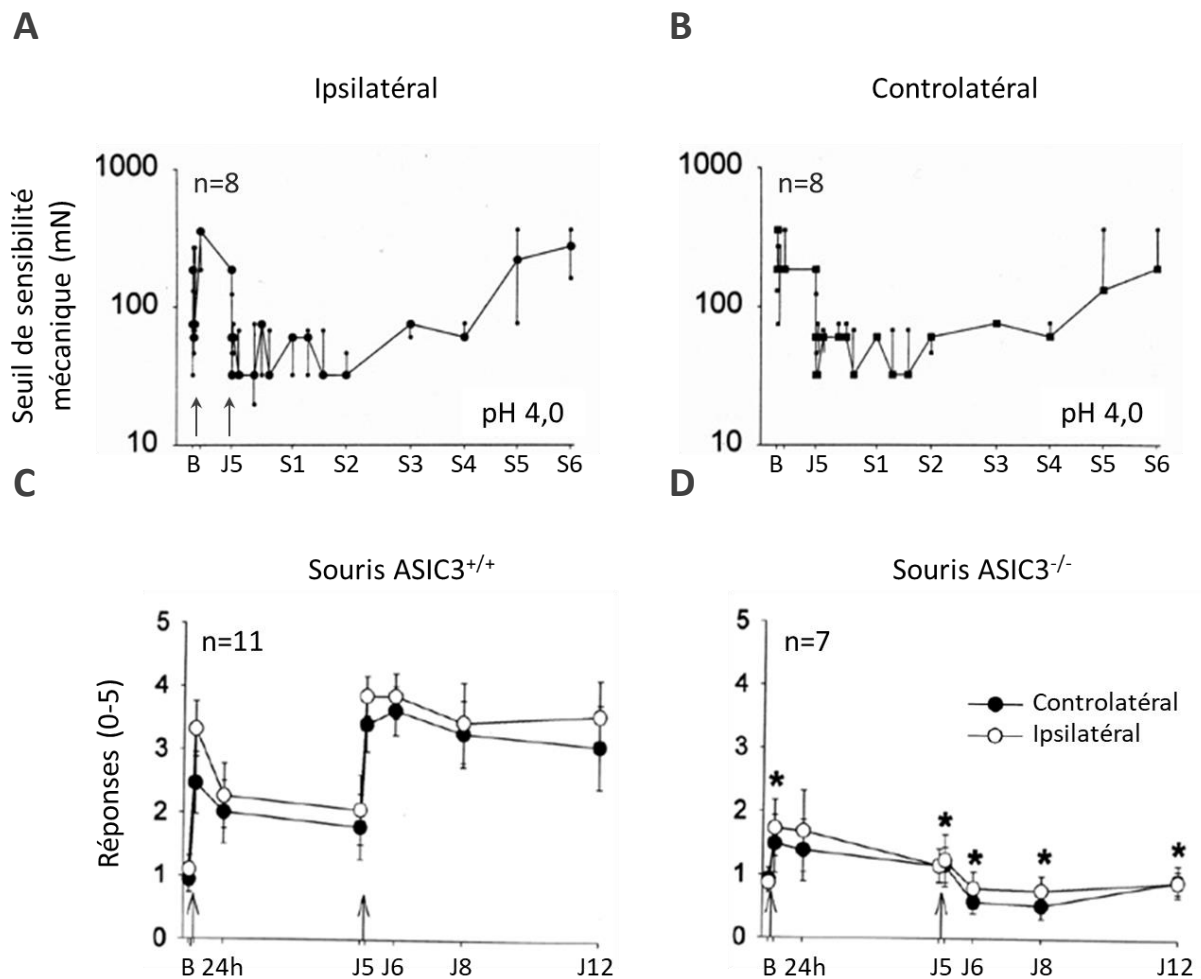 A
B
Ipsilatéral
Controlatéral
Seuil de sensibilité
mécanique (mN)
1000
100
10
n=8
pH 4,0
B J5 S1 S2 S3 S4 S5 S6
1000
100
10
n=8
pH 4,0
B J5 S1 S2 S3 S4 S5 S6
C
D
Souris ASIC3+/+
Souris ASIC3-/-
Réponses (0-5)
5
4
3
2
1
0
n=11
B 24h J5 J6 J8 J12
5
4
3
2
1
0
n=7
Controlatéral
Ipsilatéral
* * * * *
B 24h J5 J6 J8 J12